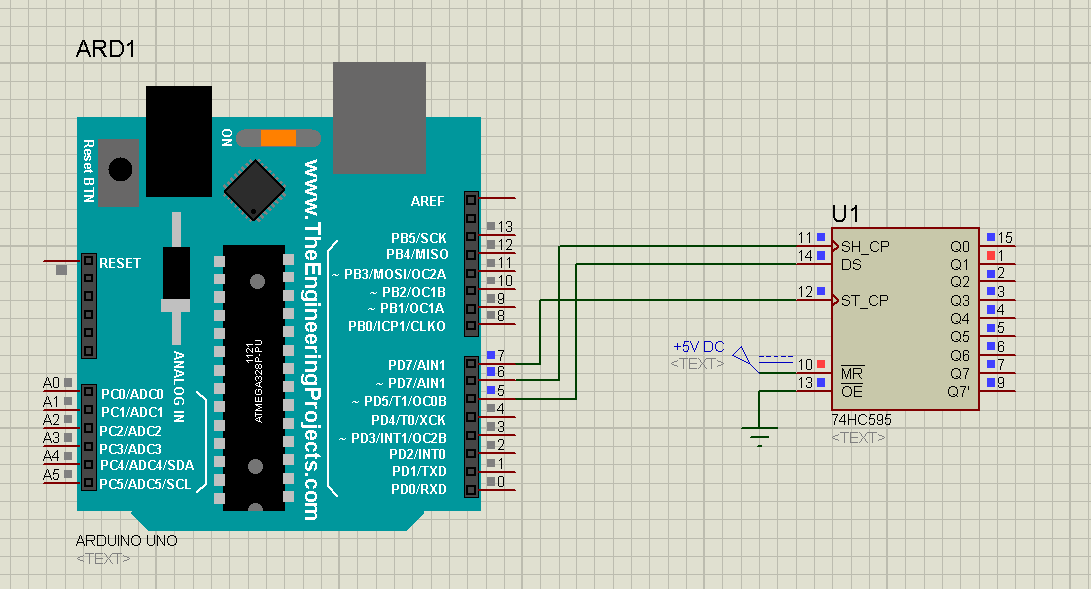 ARD1
Reset BTN
ON
www.TheEngineeringProjects.com
RESET
ANALOG IN
1121
ATMEGA328P-PU
A0
A1
A2
A3
A4
A5
PC0/ADC0
PC1/ADC1
PC2/ADC2
PC3/ADC3
PC4/ADC4/SDA
PC5/ADC5/SCL
AREF
PB5/SCK 13
PB4/MISO 12
~ PB3/MOSI/OC2A 11
~ PB2/OC1B 10
~ PB1/OC1A 9
PB0/ICP1/CLKO 8
PD7/AIN1 7
~ PD7/AIN1 6
~ PD5/T1/OC0B 5
PD4/T0/XCK 4
~ PD3/INT1/OC2B 3
PD2/INT0 2
PD1/TXD 1
PD0/RXD 0
ARDUINO UNO
<TEXT>
U1
11 SH_CP
14 DS
12 ST_CP
10 MR
13 OE
Q0 15
Q1 1
Q2 2
Q3 3
Q4 4
Q5 5
Q6 6
Q7 7
Q7' 9
+5V DC
<TEXT>
74HC595
<TEXT>